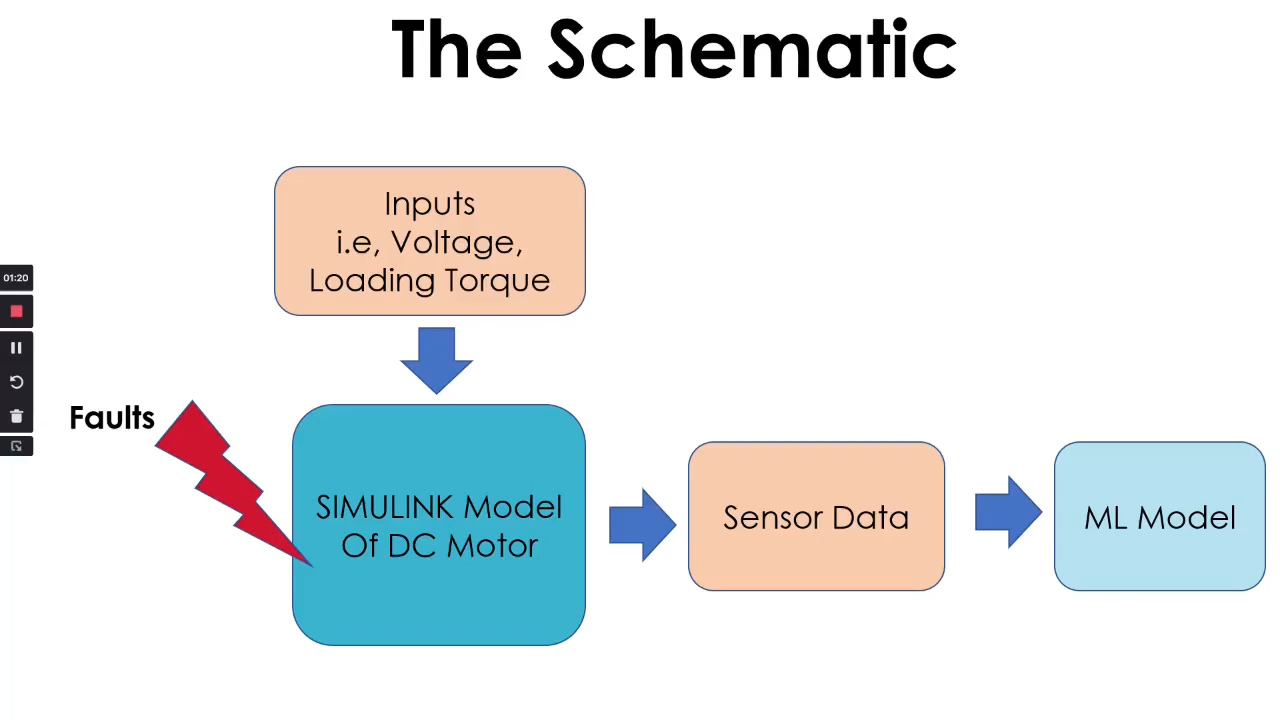 The Schematic
Inputs
i.e, Voltage,
Loading Torque
01:20
Faults
SIMULINK Model
Of DC Motor
Sensor Data
ML Model